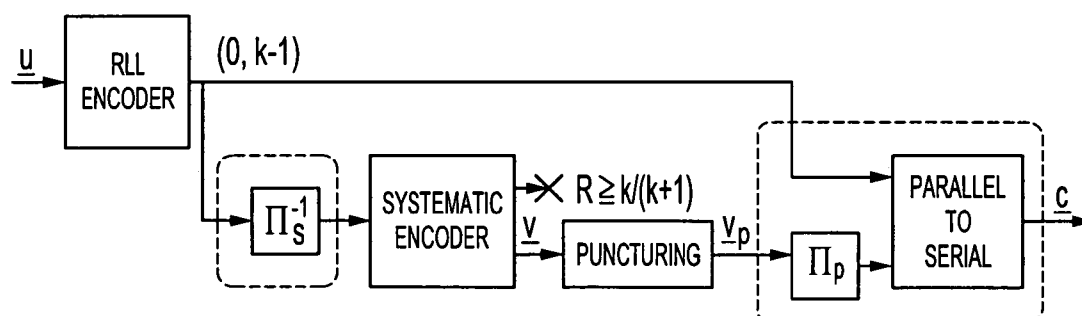 u
RLL
ENCODER
(0, k-1)
Π_s^-1
SYSTEMATIC
ENCODER
R ≧ k/(k+1)
v
PUNCTURING
v_p
Π_p
PARALLEL
TO
SERIAL
c